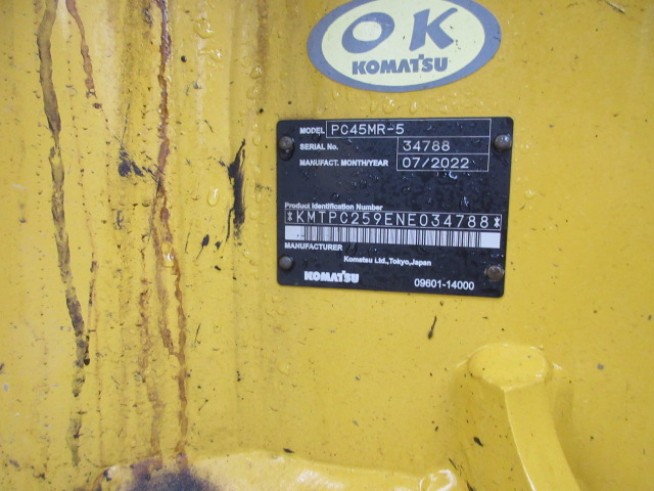 OK
KOMATSU
MODEL PC45MR-5
SERIAL No. 34788
MANUFACT. MONTH/YEAR 07/2022
Product Identification Number
*KMTPC259ENE034788*
MANUFACTURER
Komatsu Ltd.,Tokyo,Japan
KOMATSU 09601-14000